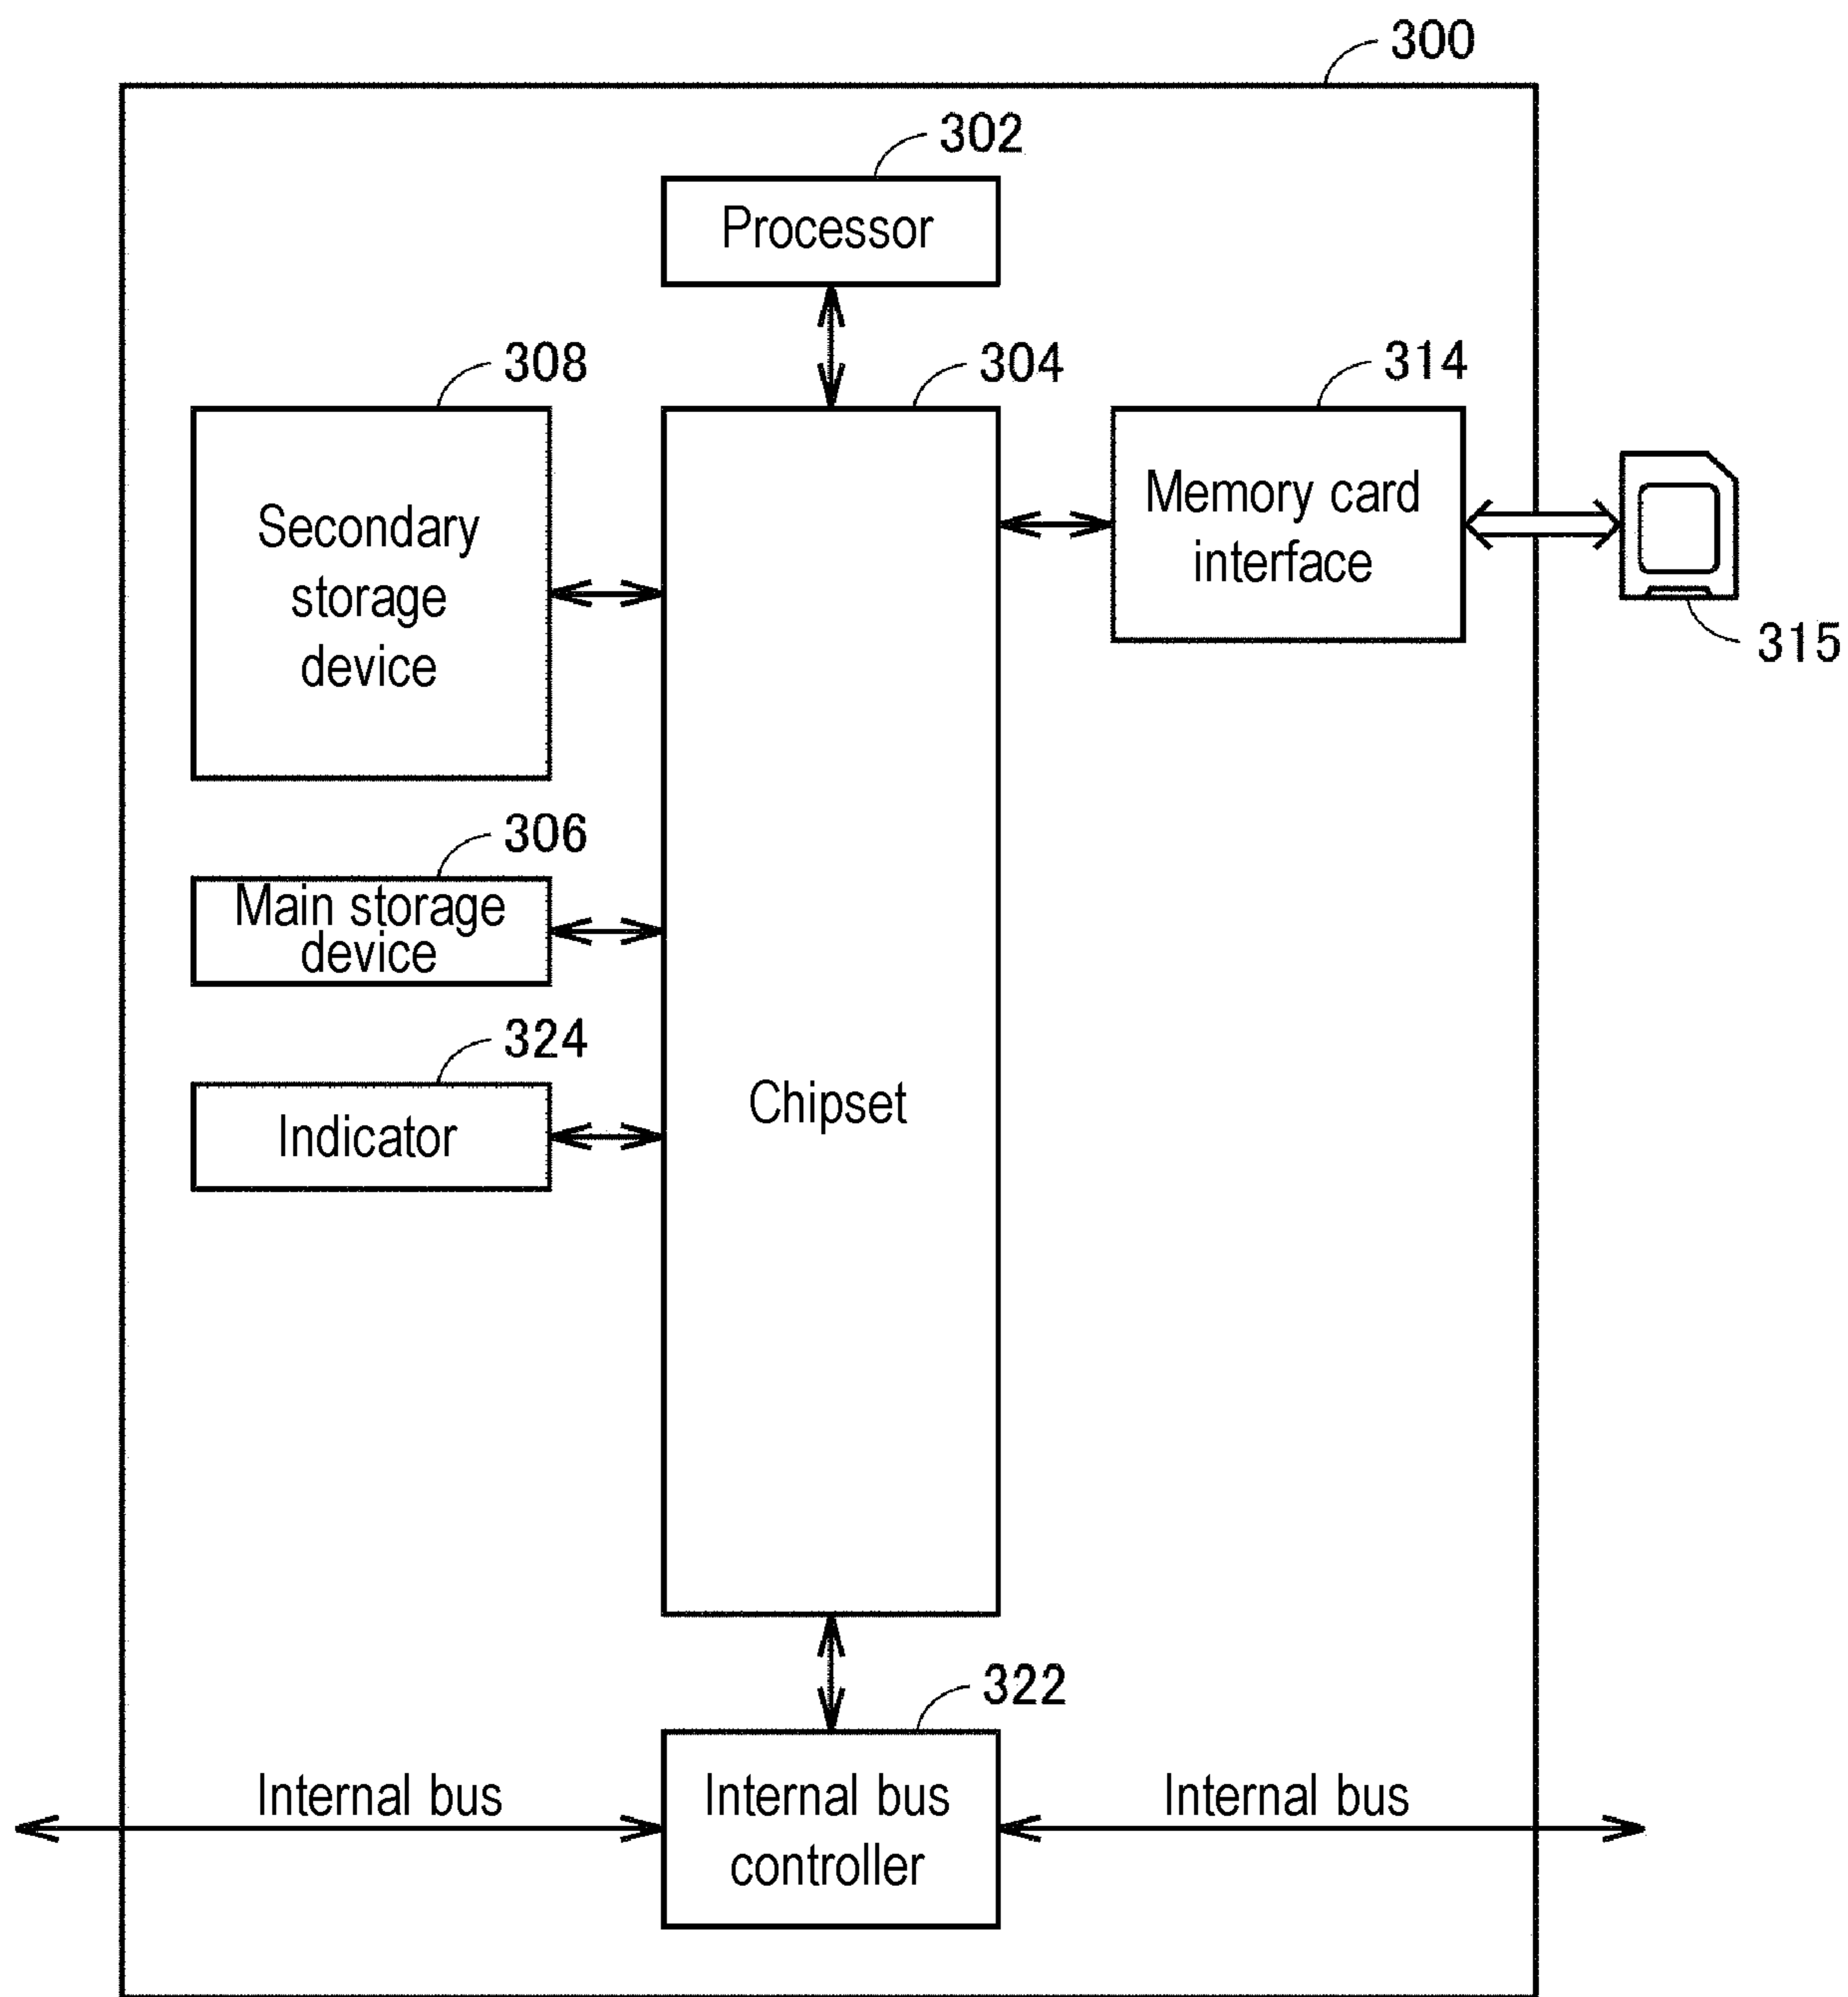 300
302
Processor
308
304
314
Secondary
storage
device
Memory card
interface
315
306
Main storage
device
324
Indicator
Chipset
322
Internal bus
Internal bus
controller
Internal bus